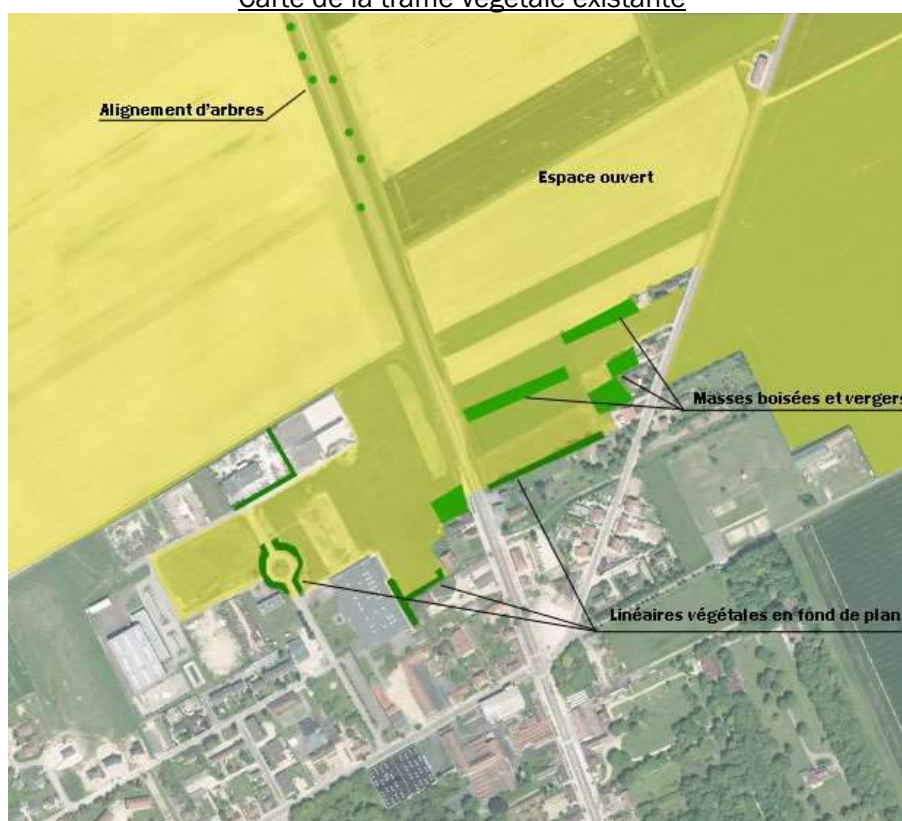 Carte de la trame végétale existante
Alignement d'arbres
Espace ouvert
Masses boisées et vergers
Linéaires végétales en fond de plan